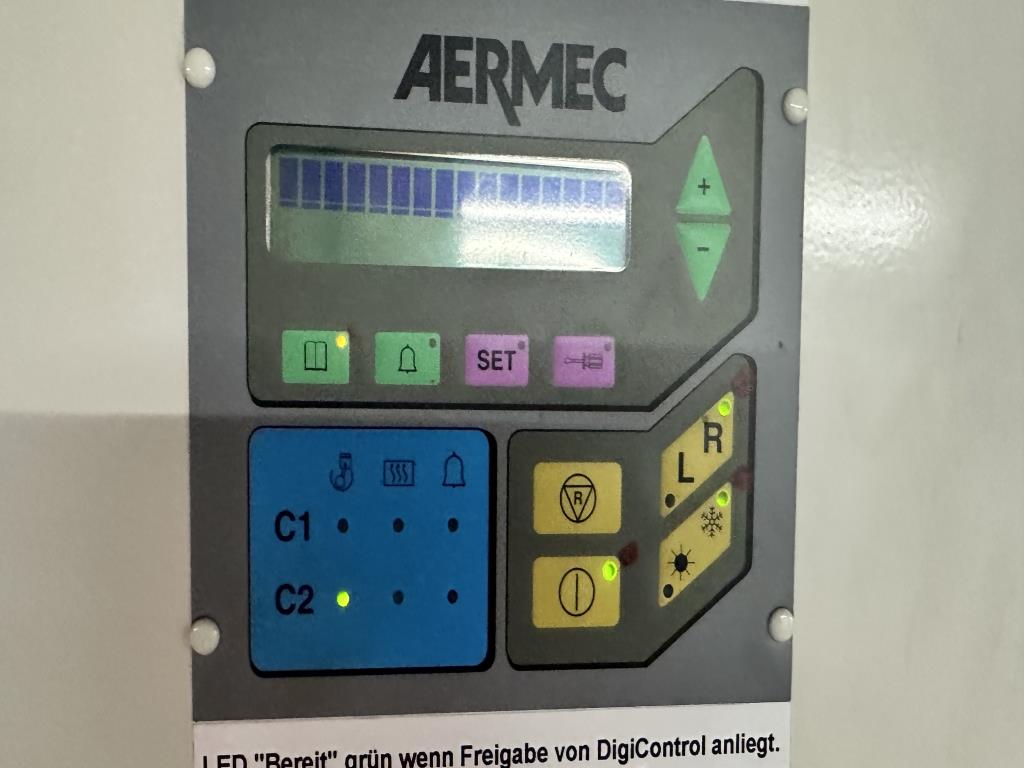 AERMEC
+
−
SET
R
L
R
C1
C2
LED "Bereit" grün wenn Freigabe von DigiControl anliegt.